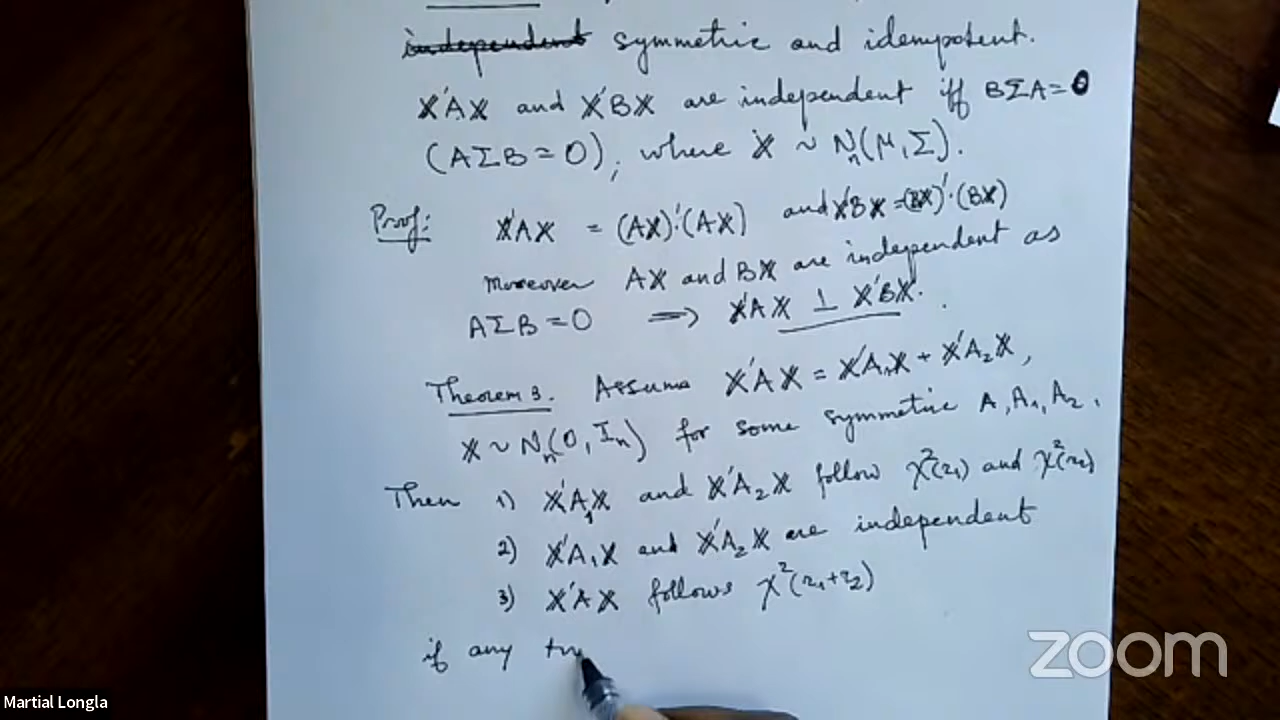 independent symmetric and idempotent.
X'AX and X'BX are independent iff BΣA=0
(AΣB=0), where X ~ Nₙ(μ,Σ).
Proof: X'AX = (AX)'.(AX) and X'BX=(BX)'.(BX)
moreover AX and BX are independent as
AΣB=0 ⟹ X'AX ⊥ X'BX.
Theorem 3. Assume X'AX = X'A₁X + X'A₂X,
X ~ Nₙ(0,Iₙ) for some symmetric A, A₁, A₂.
Then 1) X'A₁X and X'A₂X follow χ²(r₁) and χ²(r₂)
2) X'A₁X and X'A₂X are independent
3) X'AX follows χ²(r₁+r₂)
if any tw
zoom
Martial Longla